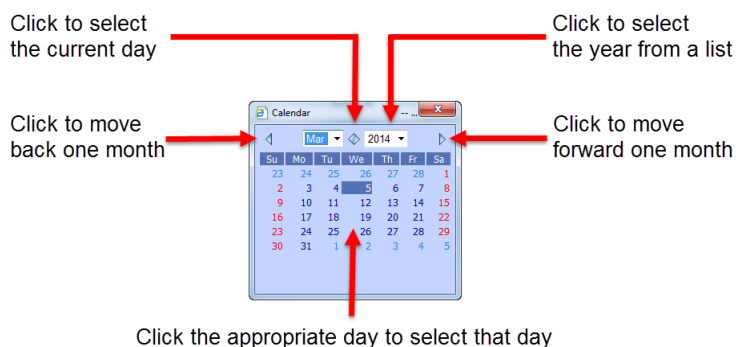 Click to select
the current day
Click to select
the year from a list
Click to move
back one month
Click to move
forward one month
Calendar -- ... x
Mar 2014
Su Mo Tu We Th Fr Sa
23 24 25 26 27 28 1
2 3 4 5 6 7 8
9 10 11 12 13 14 15
16 17 18 19 20 21 22
23 24 25 26 27 28 29
30 31 1 2 3 4 5
Click the appropriate day to select that day